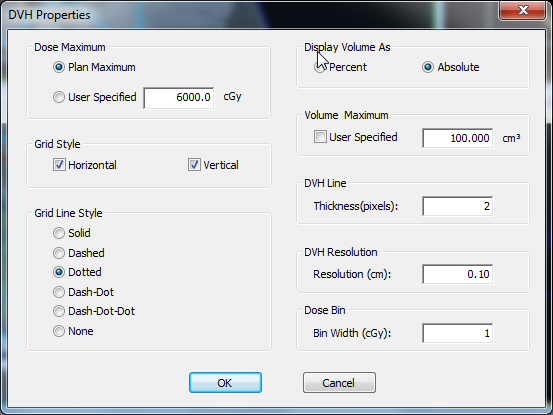 DVH Properties
Dose Maximum
Plan Maximum
User Specified 6000.0 cGy
Grid Style
Horizontal Vertical
Grid Line Style
Solid
Dashed
Dotted
Dash-Dot
Dash-Dot-Dot
None
Display Volume As
Percent Absolute
Volume Maximum
User Specified 100.000 cm³
DVH Line
Thickness(pixels): 2
DVH Resolution
Resolution (cm): 0.10
Dose Bin
Bin Width (cGy): 1
OK Cancel